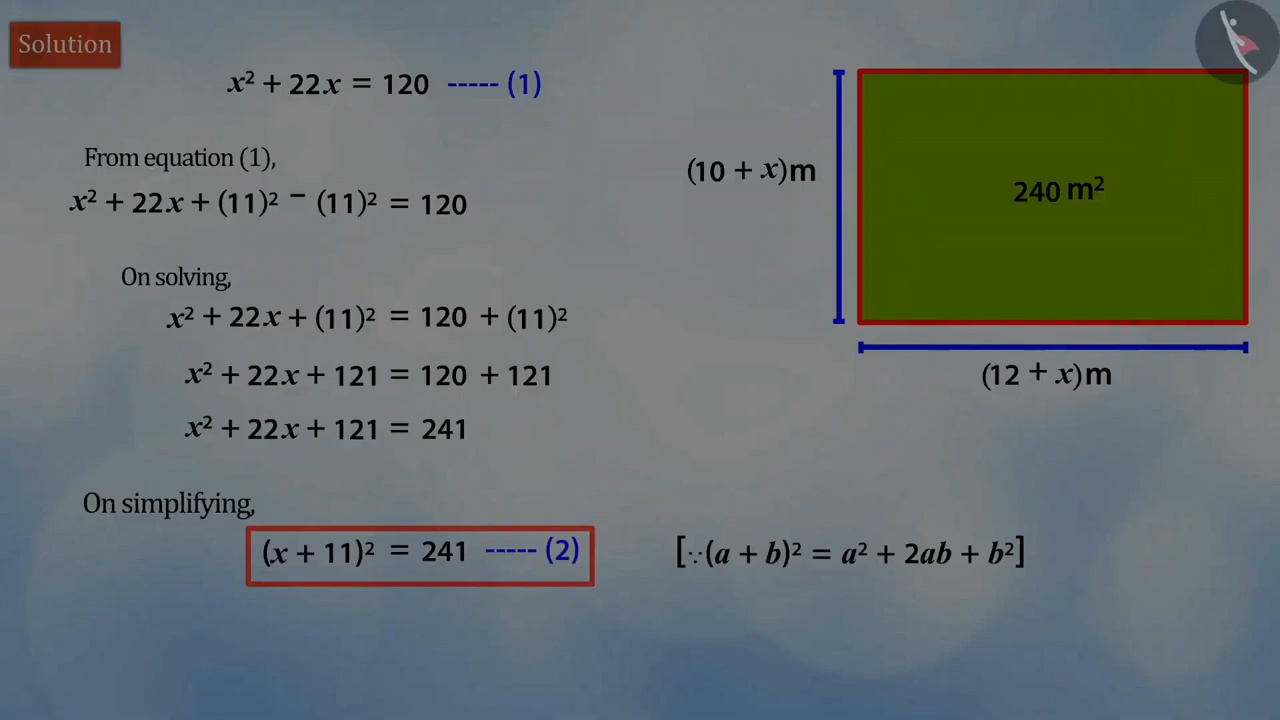 Solution
x² + 22x = 120 ----- (1)
From equation (1),
x² + 22x + (11)² − (11)² = 120
On solving,
x² + 22x + (11)² = 120 + (11)²
x² + 22x + 121 = 120 + 121
x² + 22x + 121 = 241
On simplifying,
(x + 11)² = 241 ----- (2)
[∵(a + b)² = a² + 2ab + b²]
(10 + x)m
240 m²
(12 + x)m